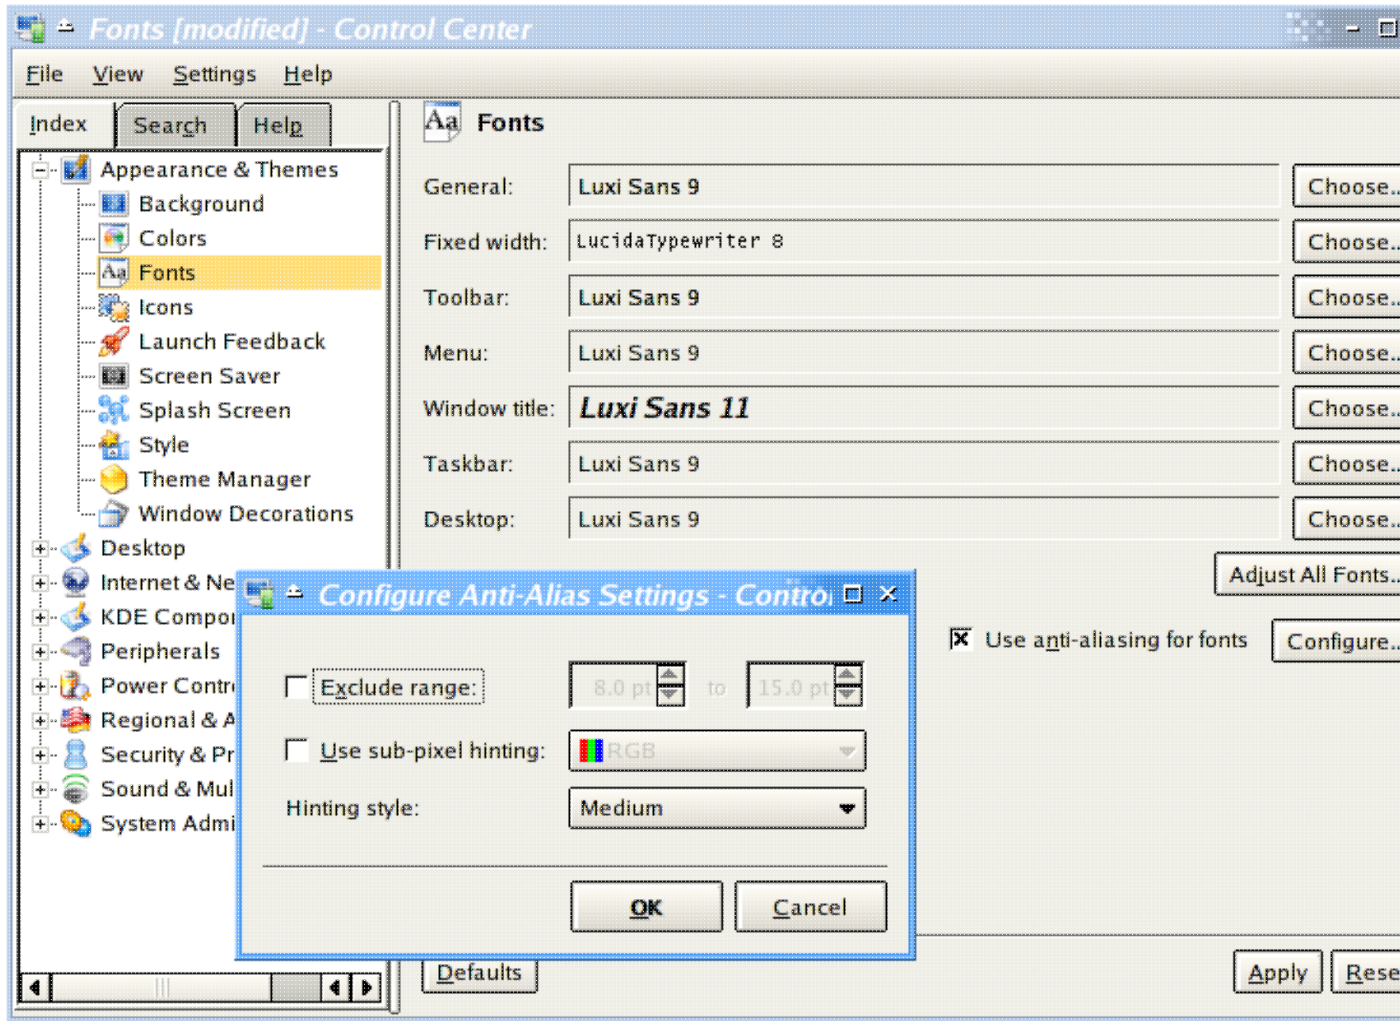 Fonts [modified] - Control Center
File View Settings Help
Index Search Help
Appearance & Themes
Background
Colors
Aa Fonts
Icons
Launch Feedback
Screen Saver
Splash Screen
Style
Theme Manager
Window Decorations
Desktop
Internet & Ne
KDE Compo
Peripherals
Power Contr
Regional & A
Security & Pr
Sound & Mul
System Admi
Aa Fonts
General: Luxi Sans 9 Choose..
Fixed width: LucidaTypewriter 8 Choose..
Toolbar: Luxi Sans 9 Choose..
Menu: Luxi Sans 9 Choose..
Window title: Luxi Sans 11 Choose..
Taskbar: Luxi Sans 9 Choose..
Desktop: Luxi Sans 9 Choose..
Adjust All Fonts..
Use anti-aliasing for fonts Configure..
Configure Anti-Alias Settings - Contro
Exclude range: 8.0 pt to 15.0 pt
Use sub-pixel hinting: RGB
Hinting style: Medium
OK Cancel
Defaults Apply Rese